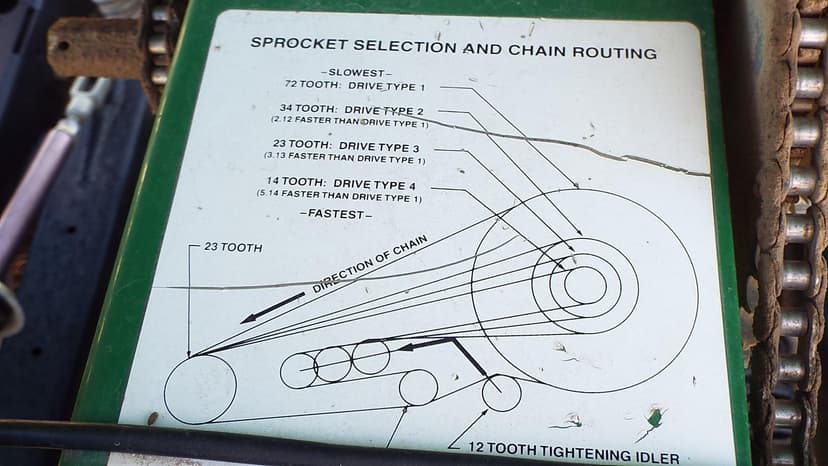 SPROCKET SELECTION AND CHAIN ROUTING
–SLOWEST–
72 TOOTH: DRIVE TYPE 1
34 TOOTH: DRIVE TYPE 2
(2.12 FASTER THAN DRIVE TYPE 1)
23 TOOTH: DRIVE TYPE 3
(3.13 FASTER THAN DRIVE TYPE 1)
14 TOOTH: DRIVE TYPE 4
(5.14 FASTER THAN DRIVE TYPE 1)
–FASTEST–
23 TOOTH
DIRECTION OF CHAIN
12 TOOTH TIGHTENING IDLER